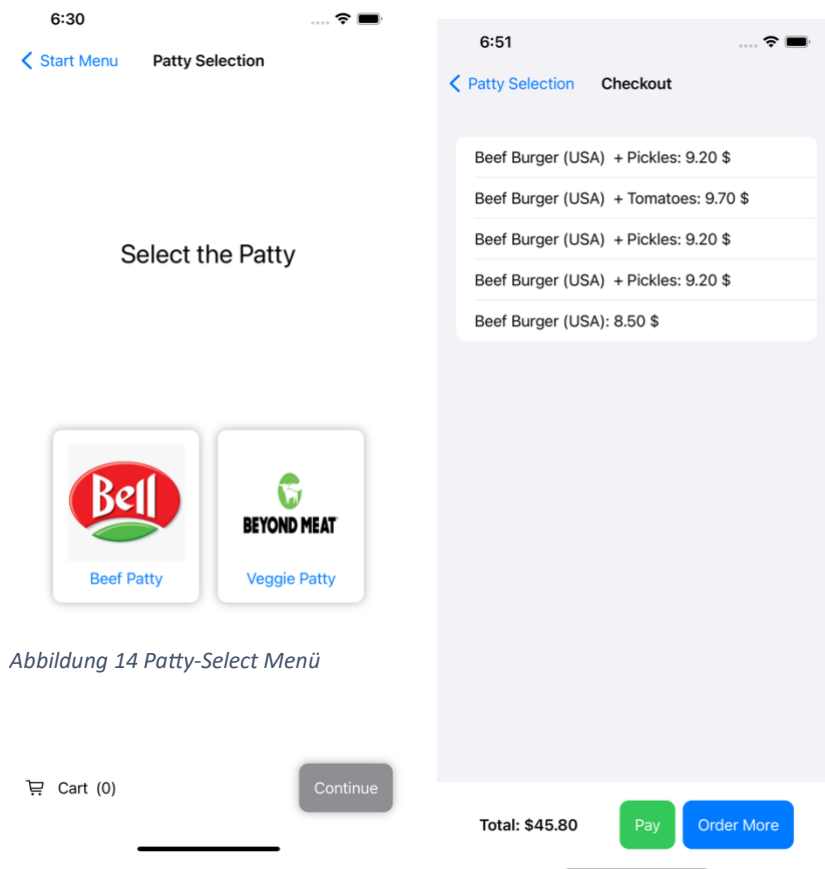 6:30
Start Menu Patty Selection
Select the Patty
Bell
BEYOND MEAT
Beef Patty
Veggie Patty
Abbildung 14 Patty-Select Menü
Cart (0)
Continue
6:51
Patty Selection Checkout
Beef Burger (USA) + Pickles: 9.20 $
Beef Burger (USA) + Tomatoes: 9.70 $
Beef Burger (USA) + Pickles: 9.20 $
Beef Burger (USA) + Pickles: 9.20 $
Beef Burger (USA): 8.50 $
Total: $45.80
Pay
Order More